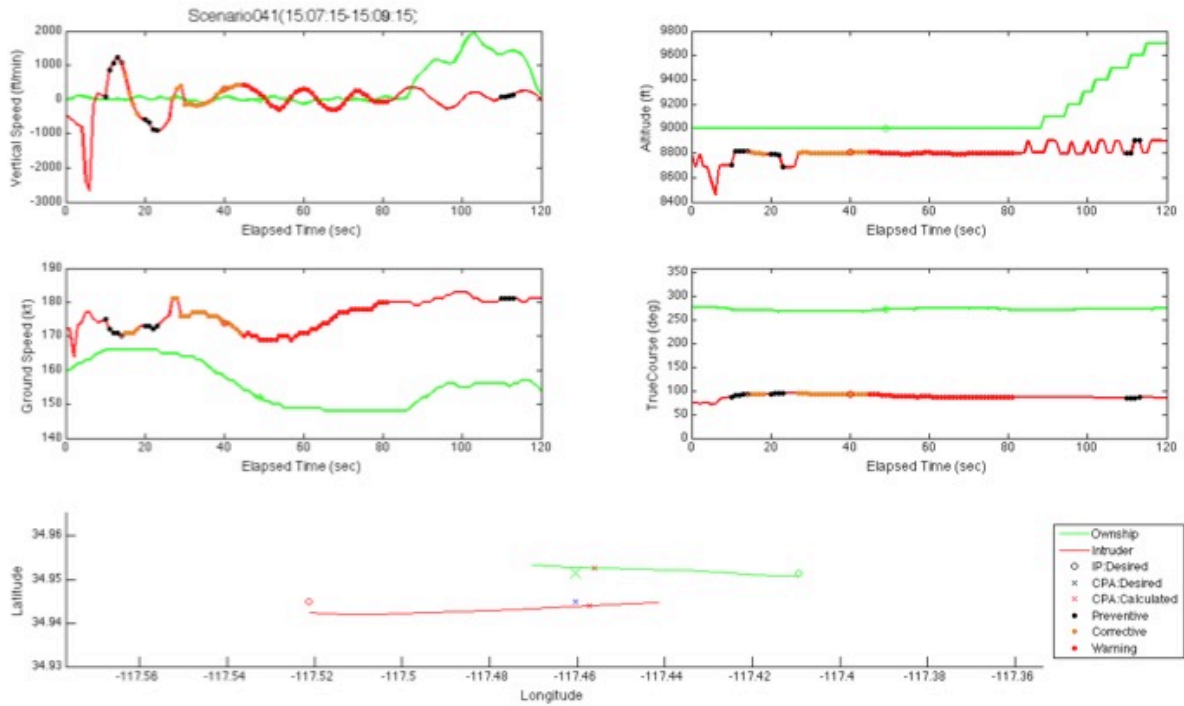 Scenario041(15:07:15-15:09:15)
2000
1000
0
-1000
-2000
-3000
Vertical Speed (ft/min)
0 20 40 60 80 100 120
Elapsed Time (sec)
9800
9600
9400
9200
9000
8800
8600
8400
Altitude (ft)
0 20 40 60 80 100 120
Elapsed Time (sec)
190
180
170
160
150
140
Ground Speed (kt)
0 20 40 60 80 100 120
Elapsed Time (sec)
350
300
250
200
150
100
50
0
TrueCourse (deg)
0 20 40 60 80 100 120
Elapsed Time (sec)
34.96
34.95
34.94
34.93
Latitude
-117.56 -117.54 -117.52 -117.5 -117.48 -117.46 -117.44 -117.42 -117.4 -117.38 -117.36
Longitude
Ownship
Intruder
IP:Desired
CPA:Desired
CPA:Calculated
Preventive
Corrective
Warning